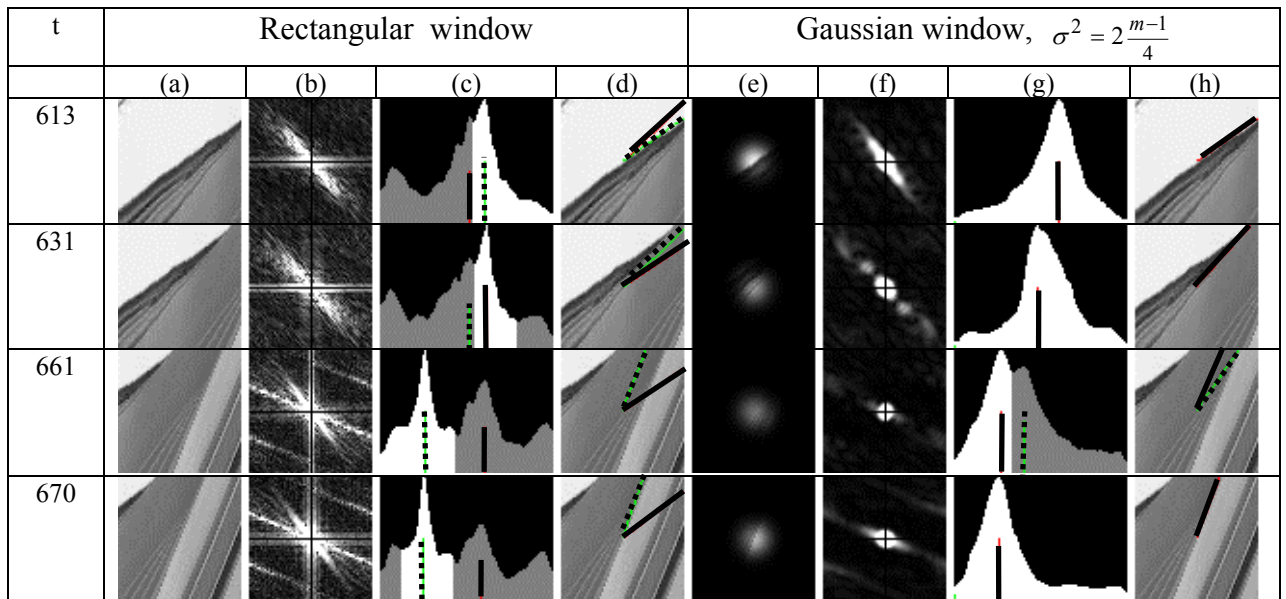 t Rectangular window Gaussian window, σ² = 2 (m−1)/4
(a) (b) (c) (d) (e) (f) (g) (h)
613
631
661
670